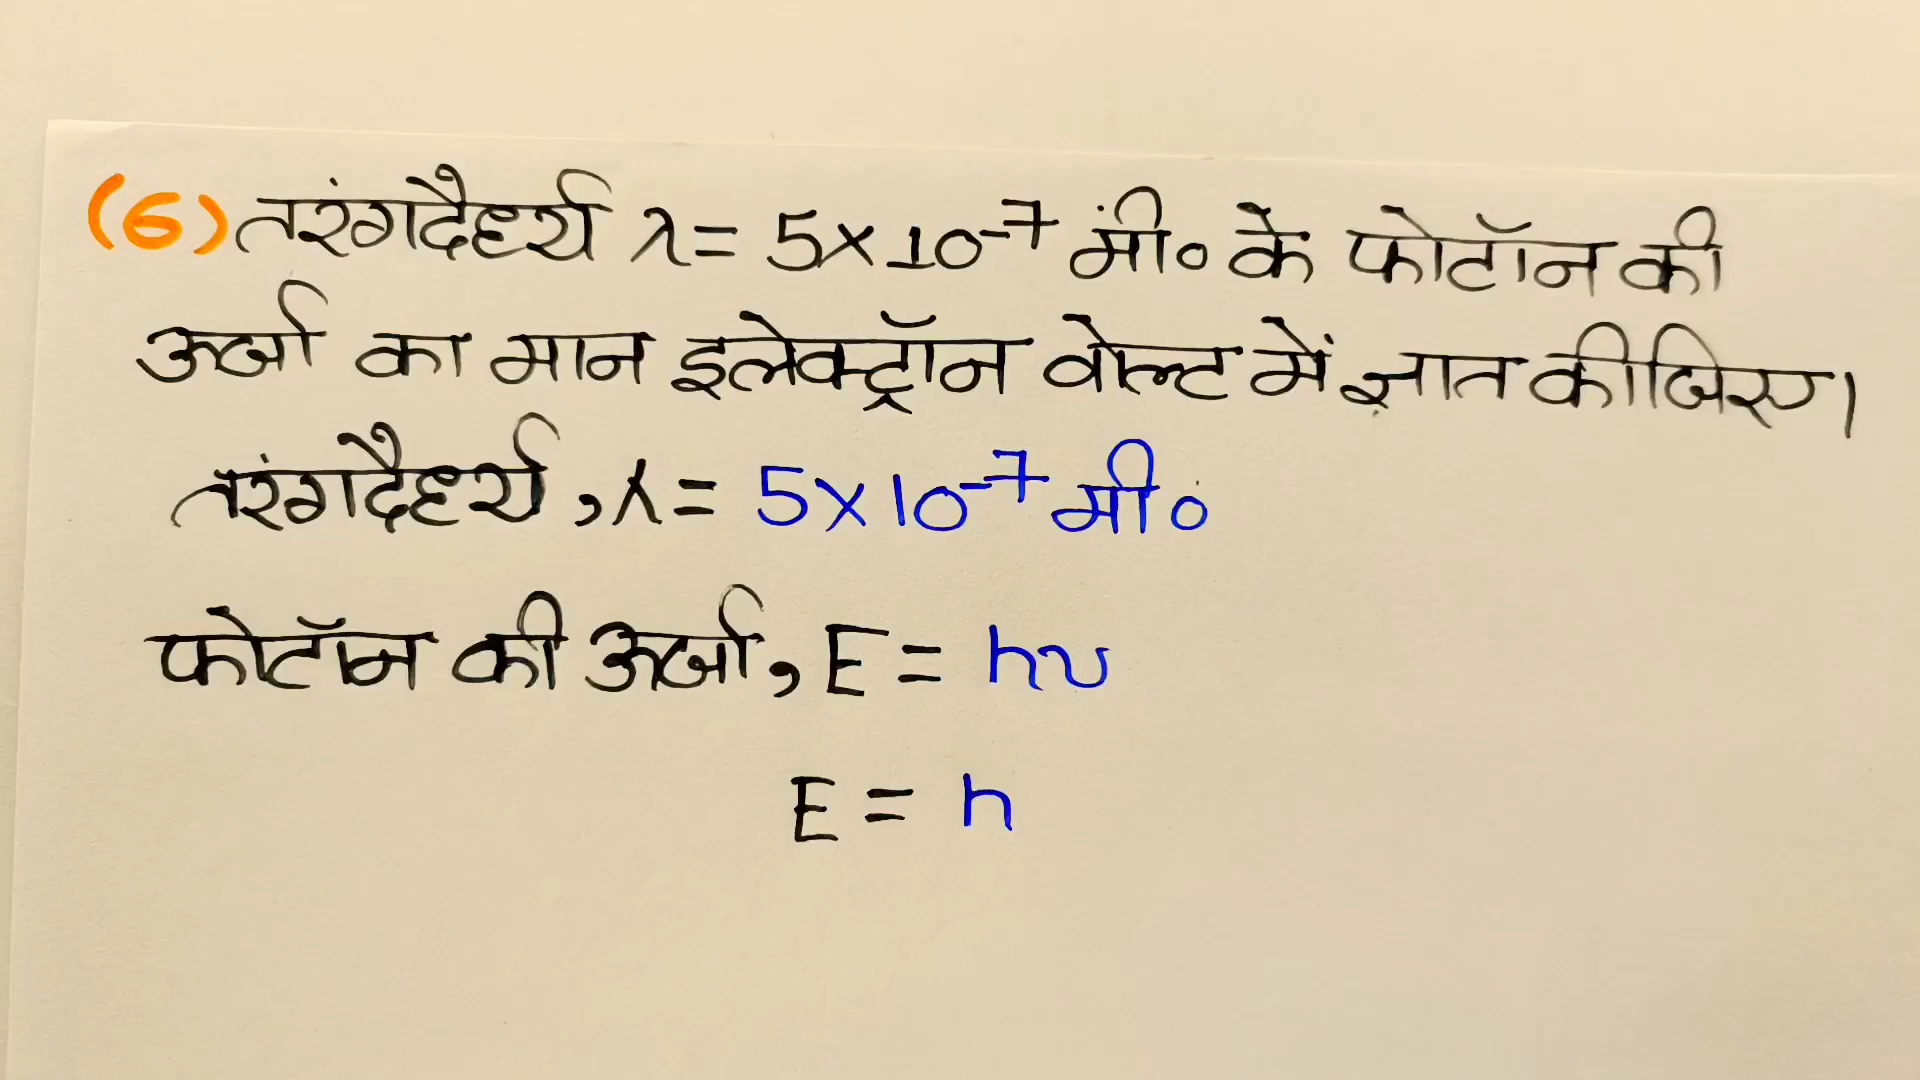 (6) तरंगदैर्ध्य λ= 5×10⁻⁷ मी० के फोटॉन की
ऊर्जा का मान इलेक्ट्रॉन वोल्ट में ज्ञात कीजिए।
तरंगदैर्ध्य, λ= 5×10⁻⁷ मी०
फोटॉन की ऊर्जा, E = hν
E = h